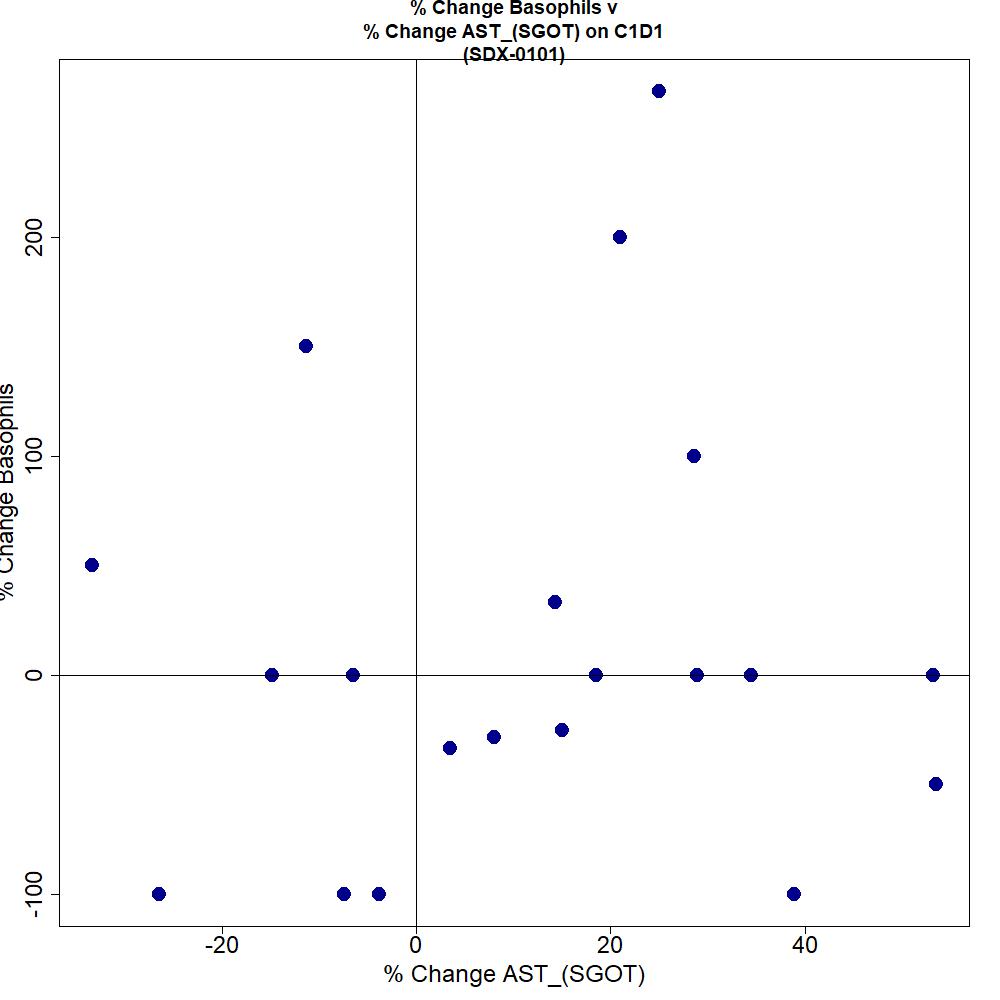 % Change Basophils v
% Change AST_(SGOT) on C1D1
(SDX-0101)
% Change Basophils
200
100
0
-100
-20
0
20
40
% Change AST_(SGOT)